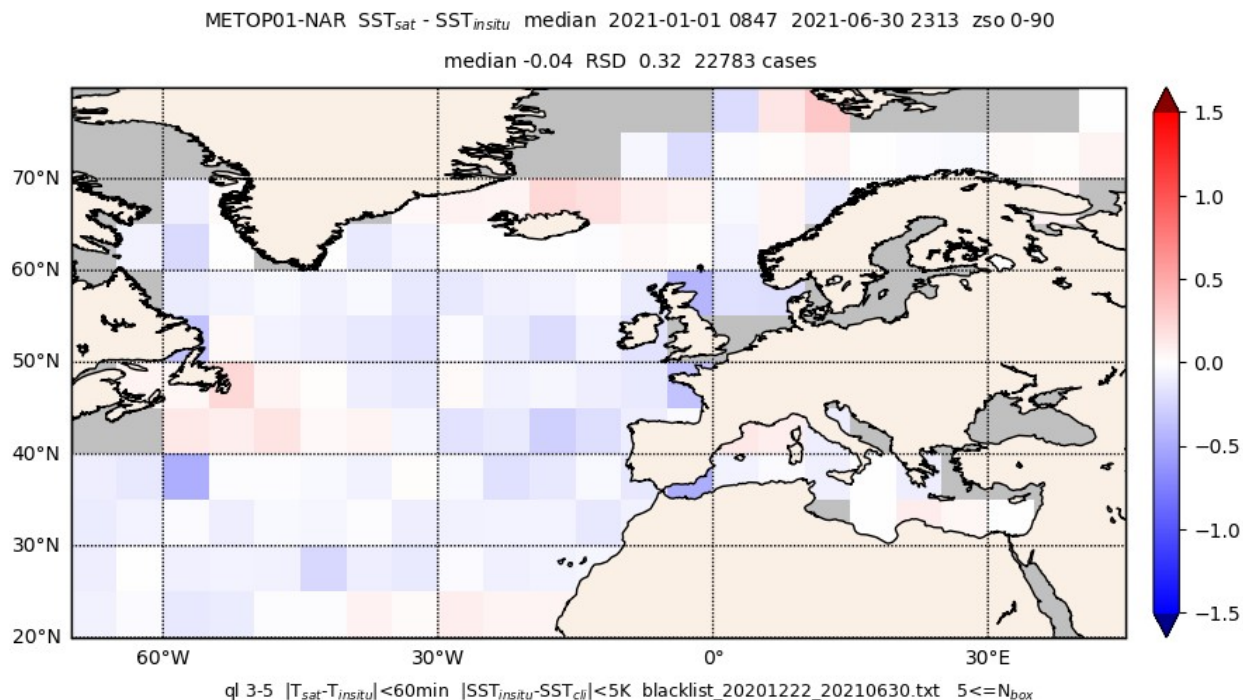 METOP01-NAR SST_sat - SST_insitu median 2021-01-01 0847 2021-06-30 2313 zso 0-90
median -0.04 RSD 0.32 22783 cases
70°N
60°N
50°N
40°N
30°N
20°N
60°W
30°W
0°
30°E
1.5
1.0
0.5
0.0
−0.5
−1.0
−1.5
ql 3-5 |T_sat-T_insitu|<60min |SST_insitu-SST_cli|<5K blacklist_20201222_20210630.txt 5<=N_box